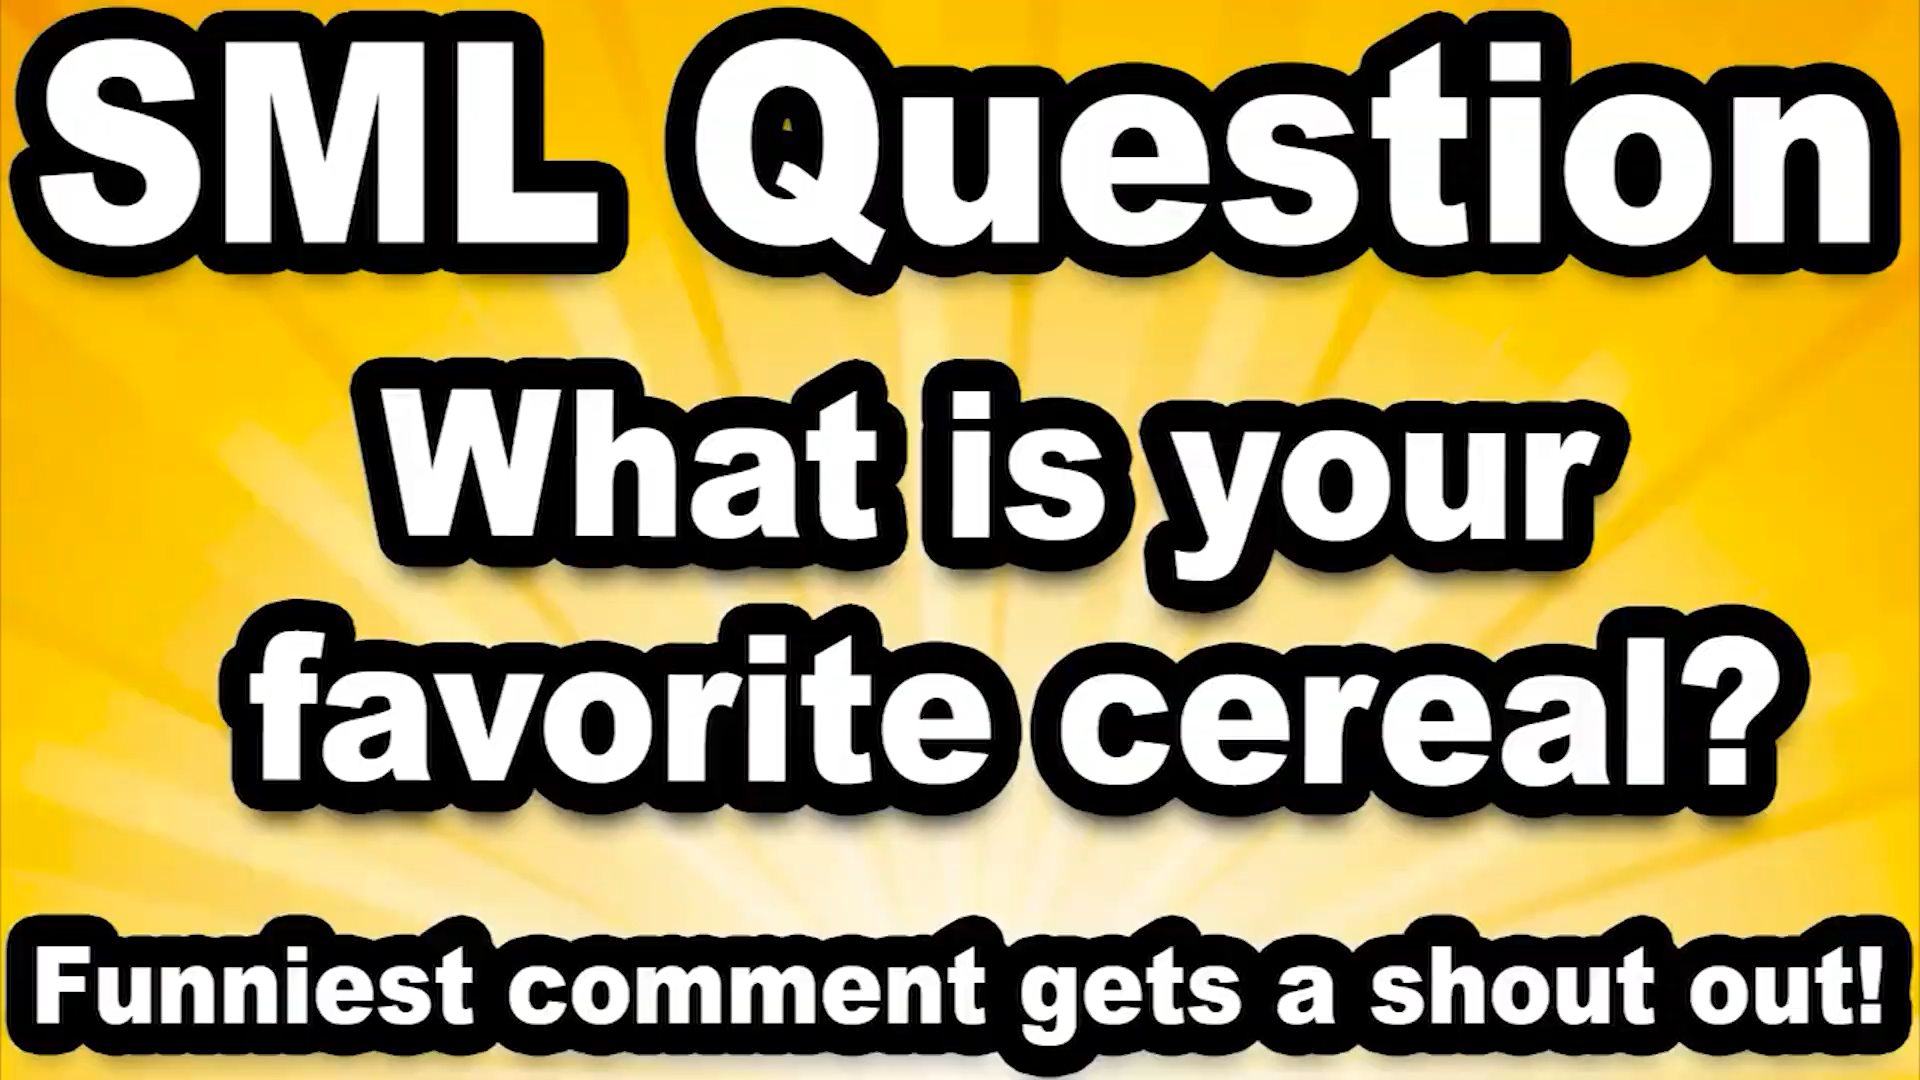 SML Question
What is your
favorite cereal?
Funniest comment gets a shout out!